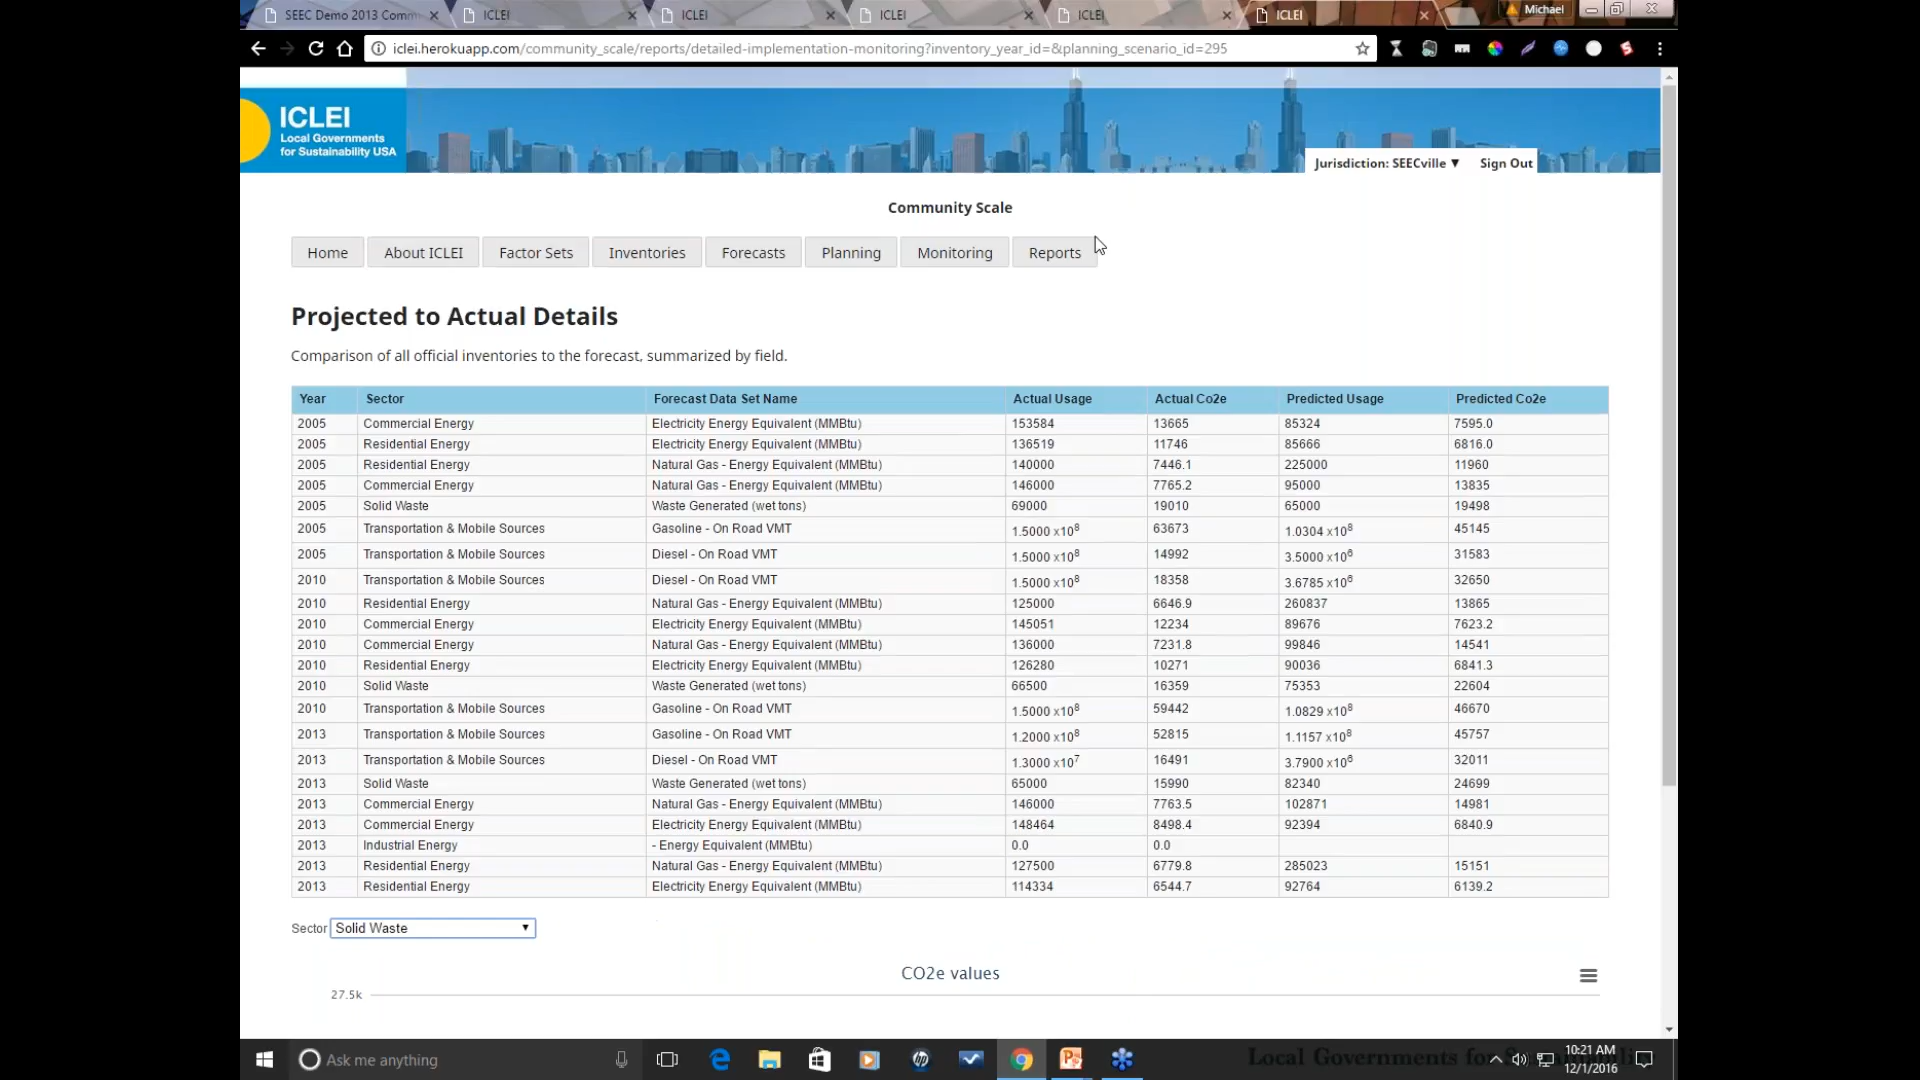 SEEC Demo 2013 Comm
ICLEI
ICLEI
ICLEI
ICLEI
ICLEI
Michael
iclei.herokuapp.com/community_scale/reports/detailed-implementation-monitoring?inventory_year_id=&planning_scenario_id=295
ICLEI
Local Governments
for Sustainability USA
Jurisdiction: SEECville ▼ Sign Out
Community Scale
Home About ICLEI Factor Sets Inventories Forecasts Planning Monitoring Reports
Projected to Actual Details
Comparison of all official inventories to the forecast, summarized by field.
Year Sector Forecast Data Set Name Actual Usage Actual Co2e Predicted Usage Predicted Co2e
2005 Commercial Energy Electricity Energy Equivalent (MMBtu) 153584 13665 85324 7595.0
2005 Residential Energy Electricity Energy Equivalent (MMBtu) 136519 11746 85666 6816.0
2005 Residential Energy Natural Gas - Energy Equivalent (MMBtu) 140000 7446.1 225000 11960
2005 Commercial Energy Natural Gas - Energy Equivalent (MMBtu) 146000 7765.2 95000 13835
2005 Solid Waste Waste Generated (wet tons) 69000 19010 65000 19498
2005 Transportation & Mobile Sources Gasoline - On Road VMT 1.5000 x10⁸ 63673 1.0304 x10⁸ 45145
2005 Transportation & Mobile Sources Diesel - On Road VMT 1.5000 x10⁸ 14992 3.5000 x10⁶ 31583
2010 Transportation & Mobile Sources Diesel - On Road VMT 1.5000 x10⁸ 18358 3.6785 x10⁶ 32650
2010 Residential Energy Natural Gas - Energy Equivalent (MMBtu) 125000 6646.9 260837 13865
2010 Commercial Energy Electricity Energy Equivalent (MMBtu) 145051 12234 89676 7623.2
2010 Commercial Energy Natural Gas - Energy Equivalent (MMBtu) 136000 7231.8 99846 14541
2010 Residential Energy Electricity Energy Equivalent (MMBtu) 126280 10271 90036 6841.3
2010 Solid Waste Waste Generated (wet tons) 66500 16359 75353 22604
2010 Transportation & Mobile Sources Gasoline - On Road VMT 1.5000 x10⁸ 59442 1.0829 x10⁸ 46670
2013 Transportation & Mobile Sources Gasoline - On Road VMT 1.2000 x10⁸ 52815 1.1157 x10⁸ 45757
2013 Transportation & Mobile Sources Diesel - On Road VMT 1.3000 x10⁷ 16491 3.7900 x10⁶ 32011
2013 Solid Waste Waste Generated (wet tons) 65000 15990 82340 24699
2013 Commercial Energy Natural Gas - Energy Equivalent (MMBtu) 146000 7763.5 102871 14981
2013 Commercial Energy Electricity Energy Equivalent (MMBtu) 148464 8498.4 92394 6840.9
2013 Industrial Energy - Energy Equivalent (MMBtu) 0.0 0.0
2013 Residential Energy Natural Gas - Energy Equivalent (MMBtu) 127500 6779.8 285023 15151
2013 Residential Energy Electricity Energy Equivalent (MMBtu) 114334 6544.7 92764 6139.2
Sector Solid Waste
CO2e values
27.5k
Ask me anything
Local Governments for
10:21 AM
12/1/2016